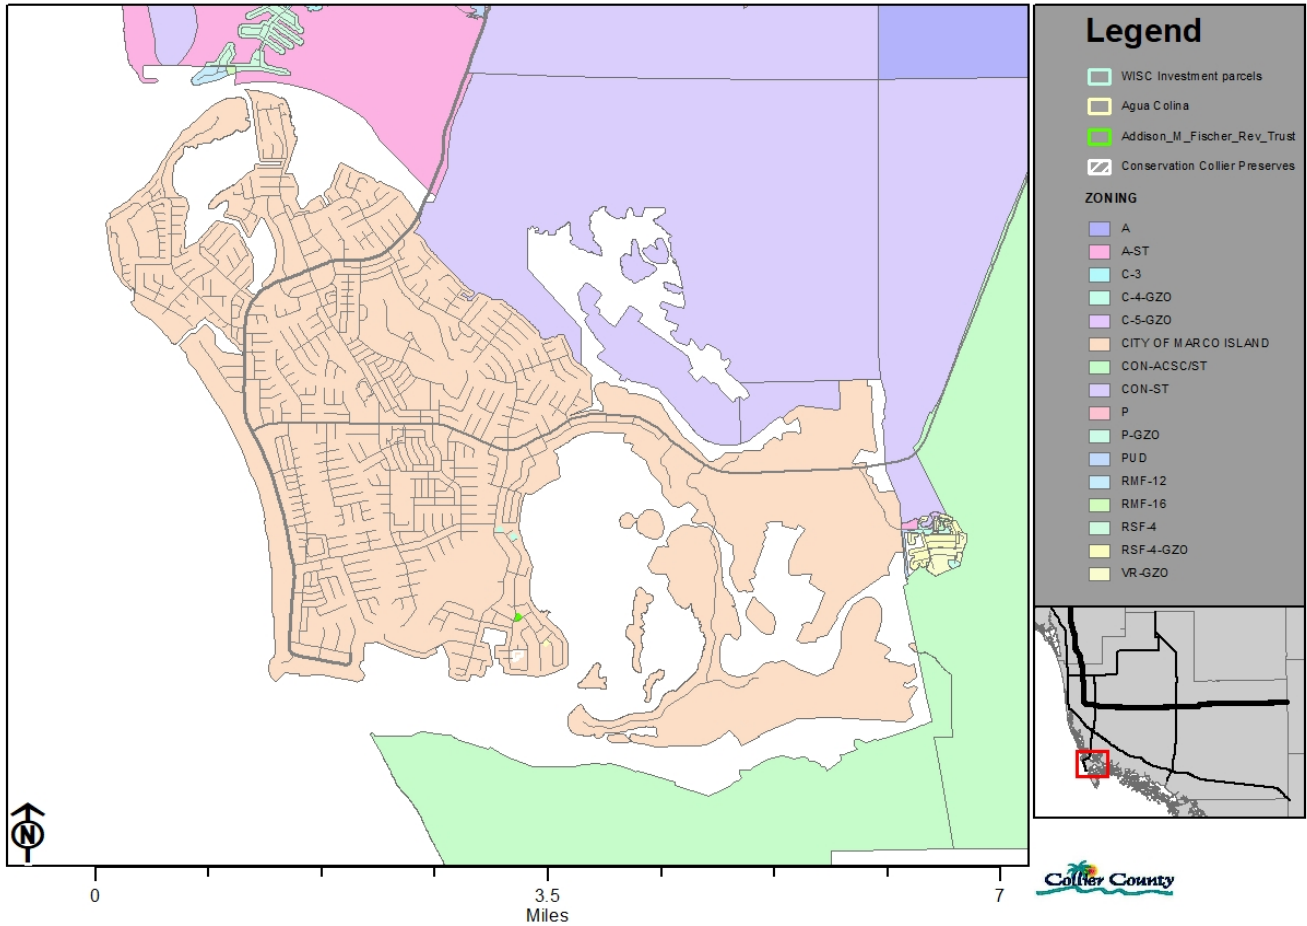 Legend
WISC Investment parcels
Agua Colina
Addison_M_Fischer_Rev_Trust
Conservation Collier Preserves
ZONING
A
A-ST
C-3
C-4-GZO
C-5-GZO
CITY OF MARCO ISLAND
CON-ACSC/ST
CON-ST
P
P-GZO
PUD
RMF-12
RMF-16
RSF-4
RSF-4-GZO
VR-GZO
N
0 3.5 7
Miles
Collier County